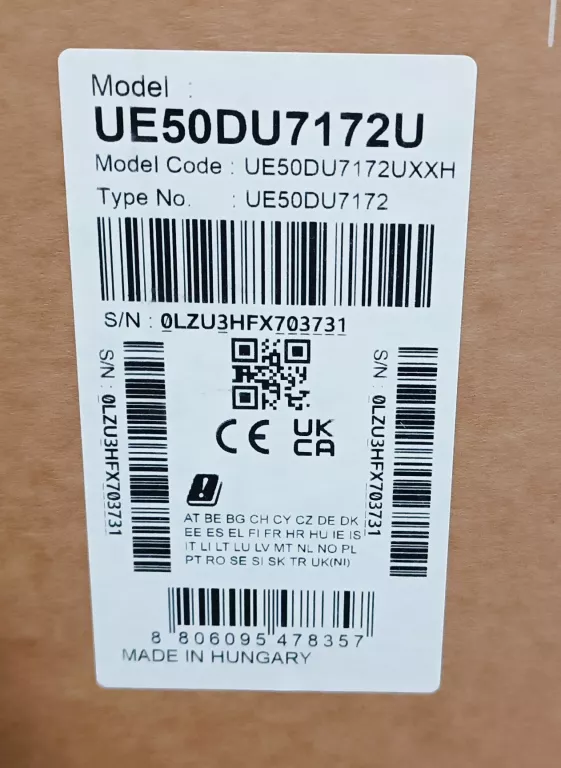 Model :
UE50DU7172U
Model Code : UE50DU7172UXXH
Type No. : UE50DU7172
S/N : 0LZU3HFX703731
S/N : 0LZU3HFX703731
S/N : 0LZU3HFX703731
CE UK
CA
AT BE BG CH CY CZ DE DK
EE ES EL FI FR HR HU IE IS
IT LI LT LU LV MT NL NO PL
PT RO SE SI SK TR UK(NI)
8 806095 478357
MADE IN HUNGARY